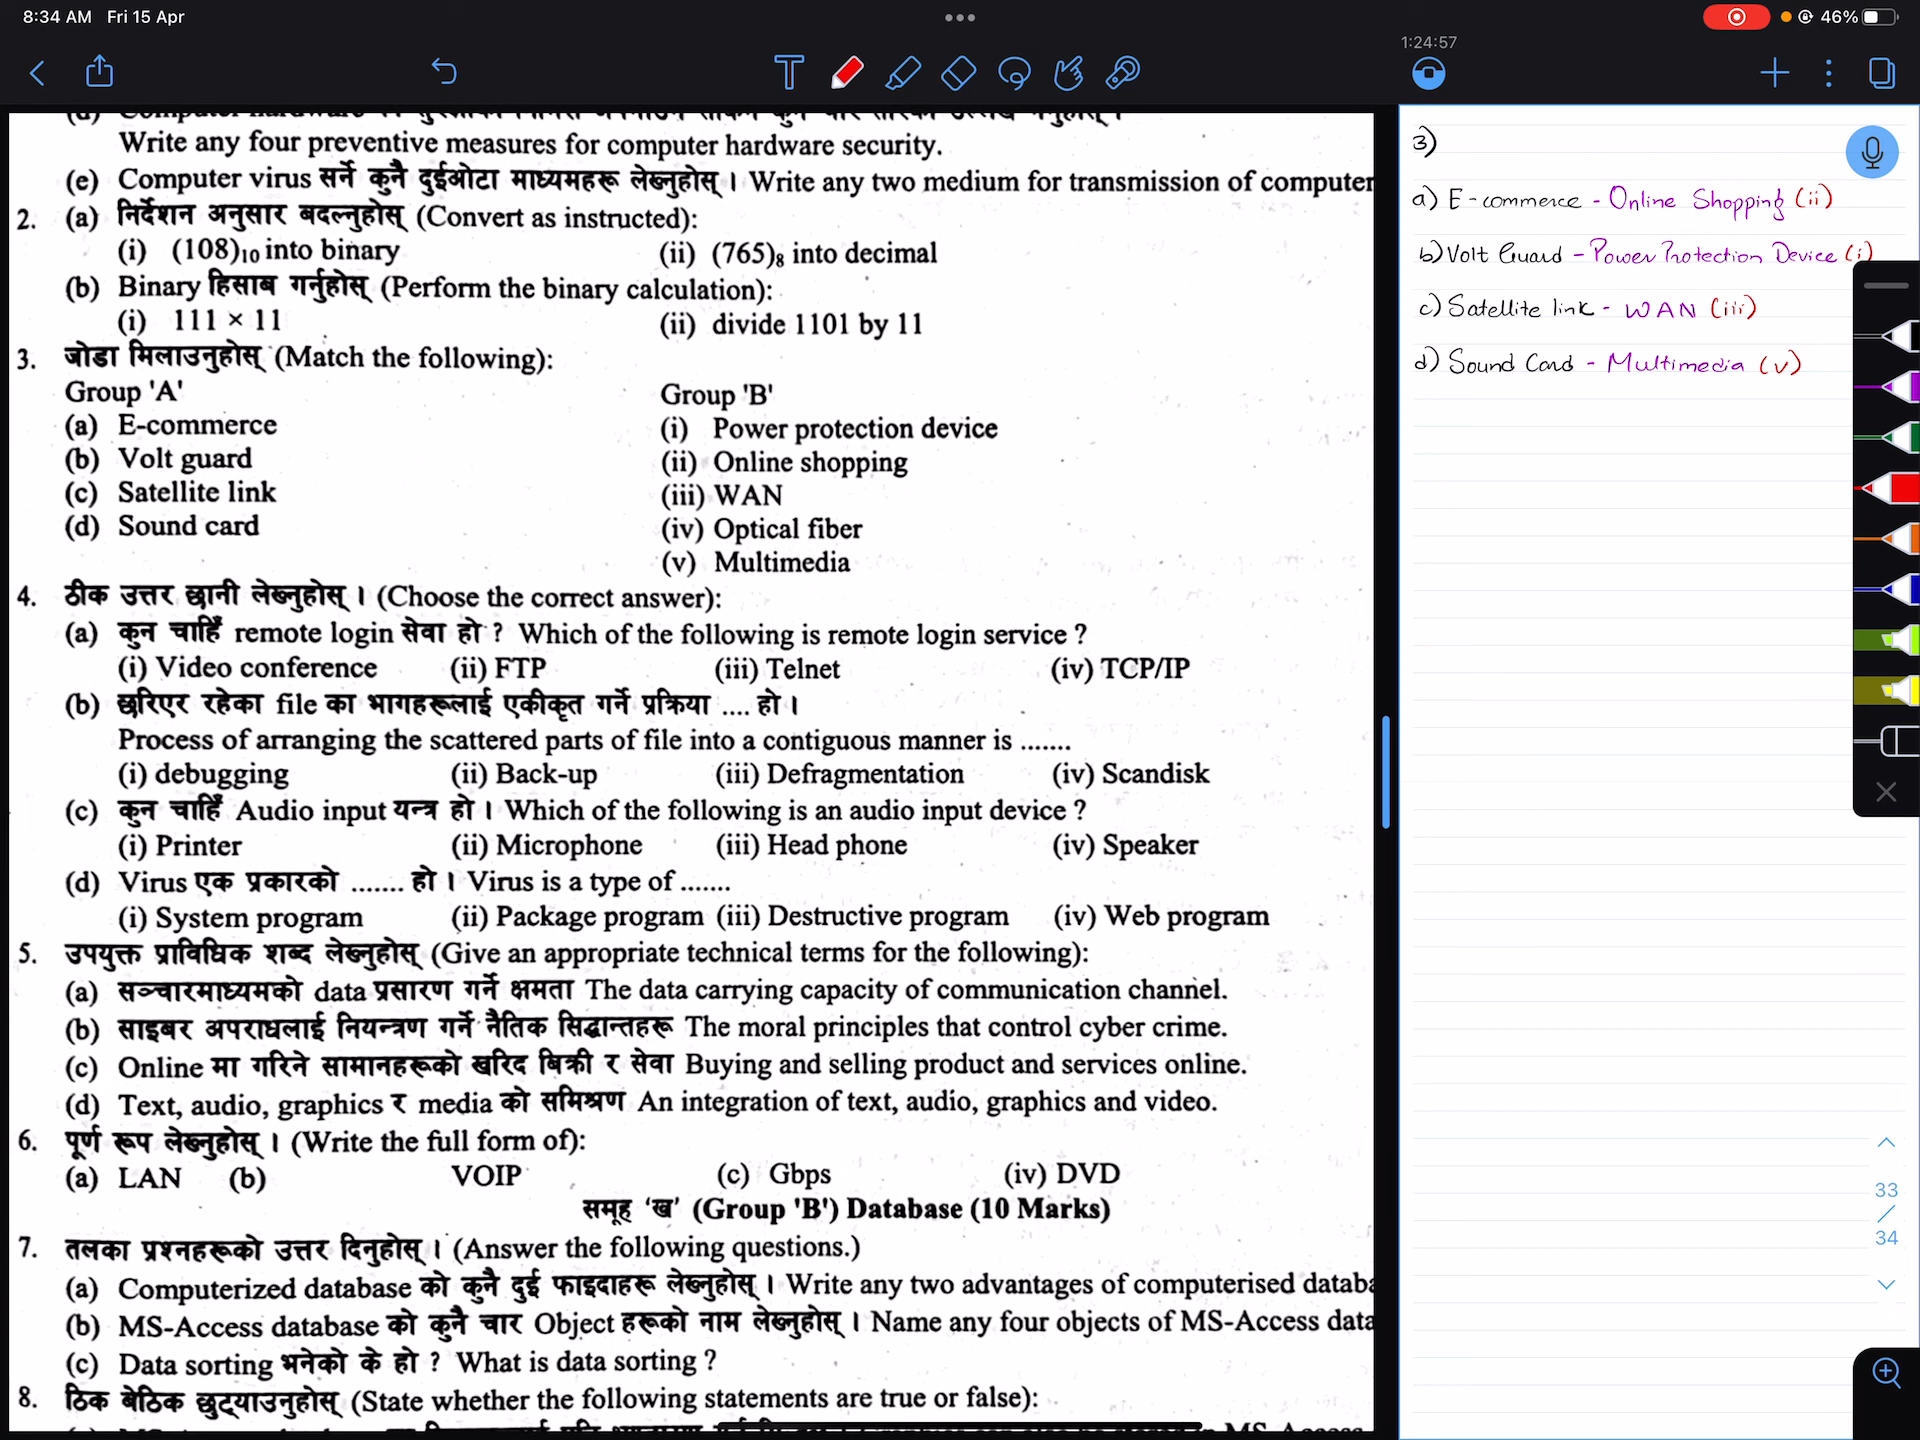 8:34 AM Fri 15 Apr
46%
1:24:57
Write any four preventive measures for computer hardware security.
(e) Computer virus सर्ने कुनै दुईओटा माध्यमहरू लेख्नुहोस् । Write any two medium for transmission of computer
2. (a) निर्देशन अनुसार बदल्नुहोस् (Convert as instructed):
(i) (108)₁₀ into binary (ii) (765)₈ into decimal
(b) Binary हिसाब गर्नुहोस् (Perform the binary calculation):
(i) 111 × 11 (ii) divide 1101 by 11
3. जोडा मिलाउनुहोस् (Match the following):
Group 'A' Group 'B'
(a) E-commerce (i) Power protection device
(b) Volt guard (ii) Online shopping
(c) Satellite link (iii) WAN
(d) Sound card (iv) Optical fiber
(v) Multimedia
4. ठीक उत्तर छानी लेख्नुहोस् । (Choose the correct answer):
(a) कुन चाहिँ remote login सेवा हो ? Which of the following is remote login service ?
(i) Video conference (ii) FTP (iii) Telnet (iv) TCP/IP
(b) छरिएर रहेका file का भागहरूलाई एकीकृत गर्ने प्रक्रिया .... हो ।
Process of arranging the scattered parts of file into a contiguous manner is .......
(i) debugging (ii) Back-up (iii) Defragmentation (iv) Scandisk
(c) कुन चाहिँ Audio input यन्त्र हो । Which of the following is an audio input device ?
(i) Printer (ii) Microphone (iii) Head phone (iv) Speaker
(d) Virus एक प्रकारको ....... हो । Virus is a type of .......
(i) System program (ii) Package program (iii) Destructive program (iv) Web program
5. उपयुक्त प्राविधिक शब्द लेख्नुहोस् (Give an appropriate technical terms for the following):
(a) सञ्चारमाध्यमको data प्रसारण गर्ने क्षमता The data carrying capacity of communication channel.
(b) साइबर अपराधलाई नियन्त्रण गर्ने नैतिक सिद्धान्तहरू The moral principles that control cyber crime.
(c) Online मा गरिने सामानहरूको खरिद बिक्री र सेवा Buying and selling product and services online.
(d) Text, audio, graphics र media को समिश्रण An integration of text, audio, graphics and video.
6. पूर्ण रूप लेख्नुहोस् । (Write the full form of):
(a) LAN (b) VOIP (c) Gbps (iv) DVD
समूह 'ख' (Group 'B') Database (10 Marks)
7. तलका प्रश्नहरूको उत्तर दिनुहोस् । (Answer the following questions.)
(a) Computerized database को कुनै दुई फाइदाहरू लेख्नुहोस् । Write any two advantages of computerised databa
(b) MS-Access database को कुनै चार Object हरूको नाम लेख्नुहोस् । Name any four objects of MS-Access data
(c) Data sorting भनेको के हो ? What is data sorting ?
8. ठिक बेठिक छुट्याउनुहोस् (State whether the following statements are true or false):
3)
a) E-commerce - Online Shopping (ii)
b) Volt Guard - Power Protection Device (i)
c) Satellite link - WAN (iii)
d) Sound Card - Multimedia (v)
33
/
34